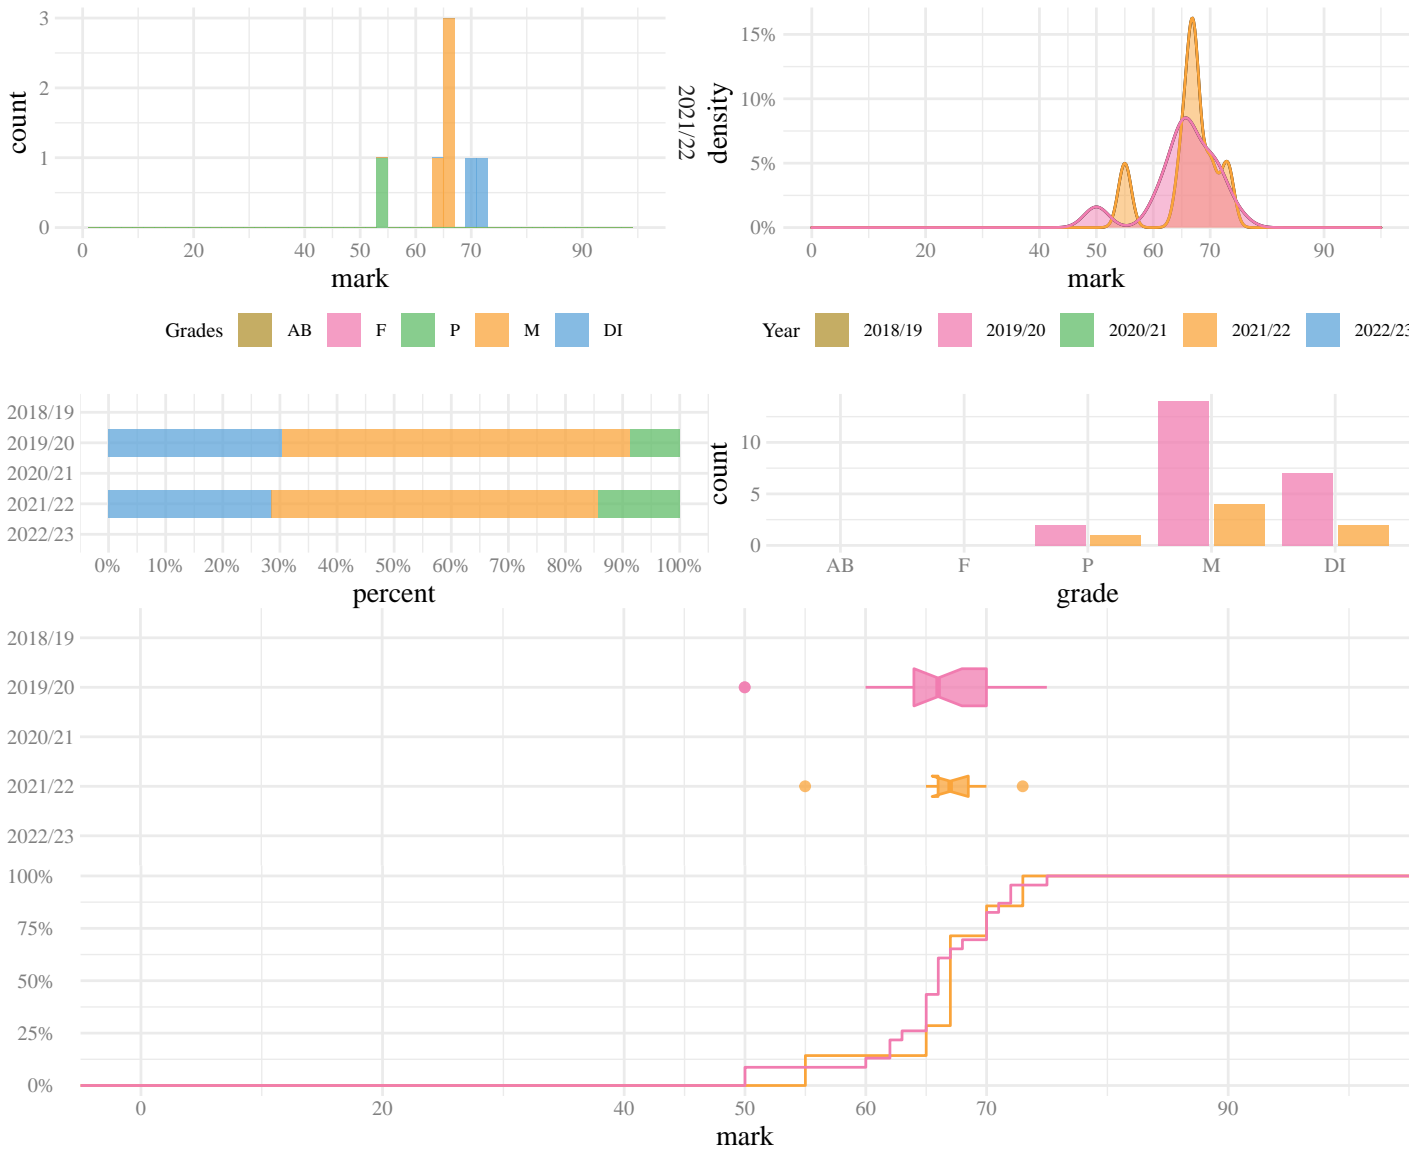 3
2
1
0
count
0 20 40 50 60 70 90
mark
2021/22
15%
10%
5%
0%
density
0 20 40 50 60 70 90
mark
Grades AB F P M DI
Year 2018/19 2019/20 2020/21 2021/22 2022/23
2018/19
2019/20
2020/21
2021/22
2022/23
0% 10% 20% 30% 40% 50% 60% 70% 80% 90% 100%
percent
10
5
0
count
AB F P M DI
grade
2018/19
2019/20
2020/21
2021/22
2022/23
100%
75%
50%
25%
0%
0 20 40 50 60 70 90
mark